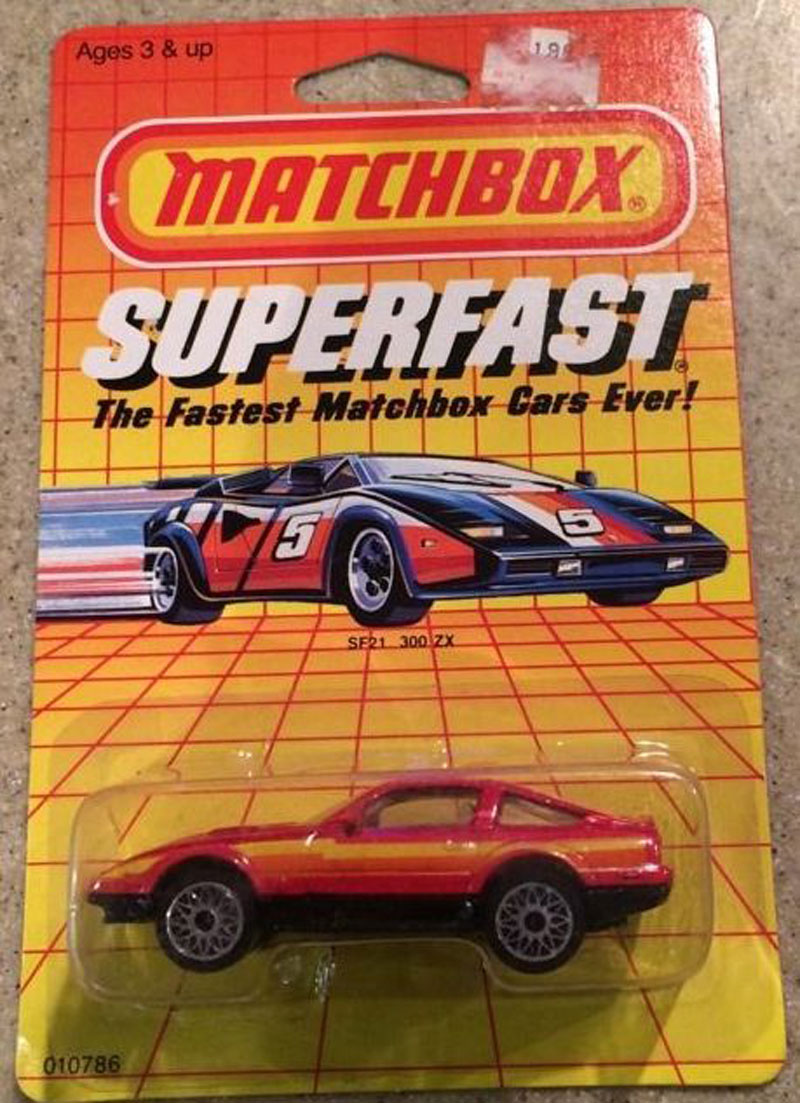 Ages 3 & up
MATCHBOX®
SUPERFAST®
The Fastest Matchbox Cars Ever!
5
5
SF21 300 ZX
010786